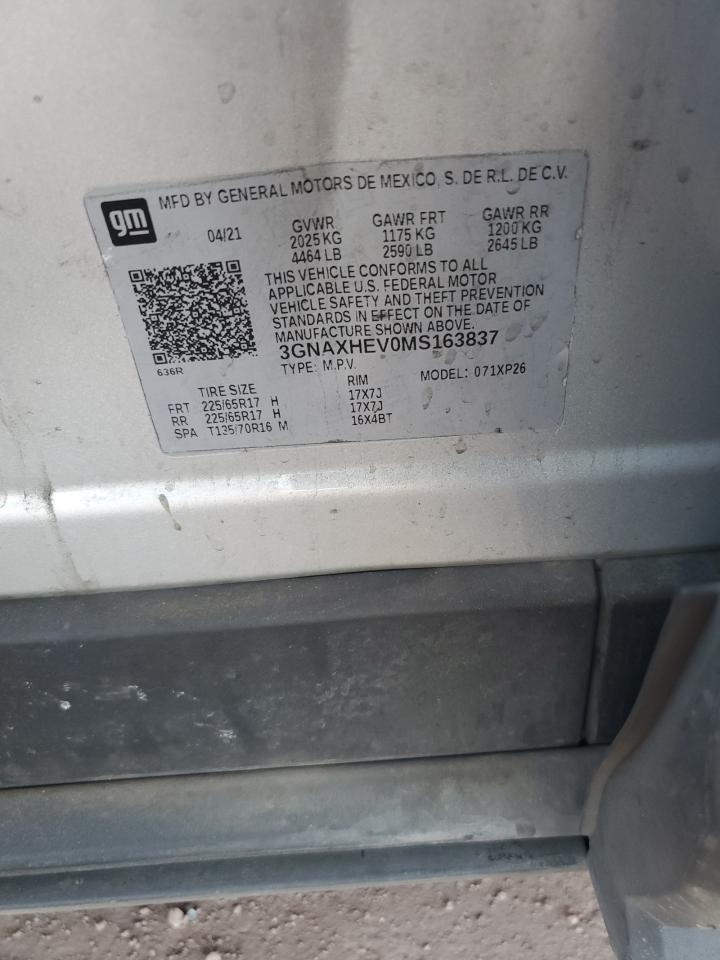 gm
MFD BY GENERAL MOTORS DE MEXICO, S. DE R.L. DE C.V.
04/21 GVWR GAWR FRT GAWR RR
2025 KG 1175 KG 1200 KG
4464 LB 2590 LB 2645 LB
THIS VEHICLE CONFORMS TO ALL
APPLICABLE U.S. FEDERAL MOTOR
VEHICLE SAFETY AND THEFT PREVENTION
STANDARDS IN EFFECT ON THE DATE OF
MANUFACTURE SHOWN ABOVE.
3GNAXHEV0MS163837
636R
TYPE: M.P.V. MODEL: 071XP26
TIRE SIZE RIM
FRT 225/65R17 H 17X7J
RR 225/65R17 H 17X7J
SPA T135/70R16 M 16X4BT